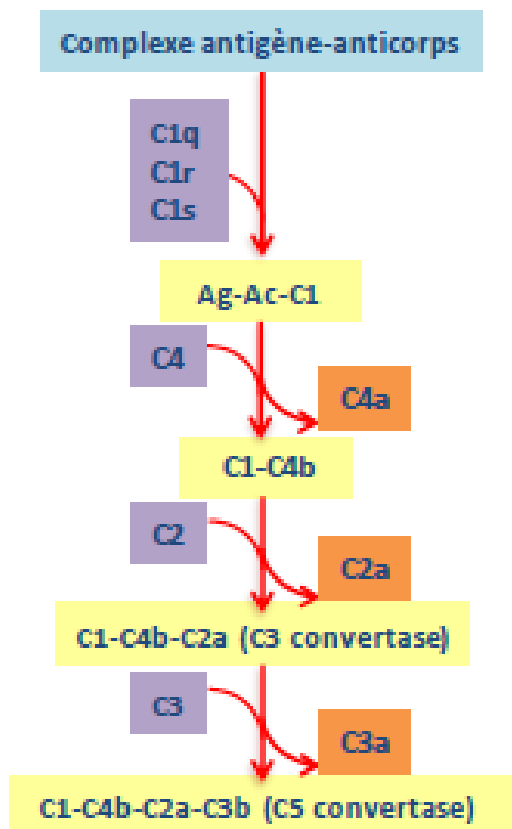 Complexe antigène-anticorps
C1q
C1r
C1s
Ag-Ac-C1
C4
C4a
C1-C4b
C2
C2a
C1-C4b-C2a (C3 convertase)
C3
C3a
C1-C4b-C2a-C3b (C5 convertase)